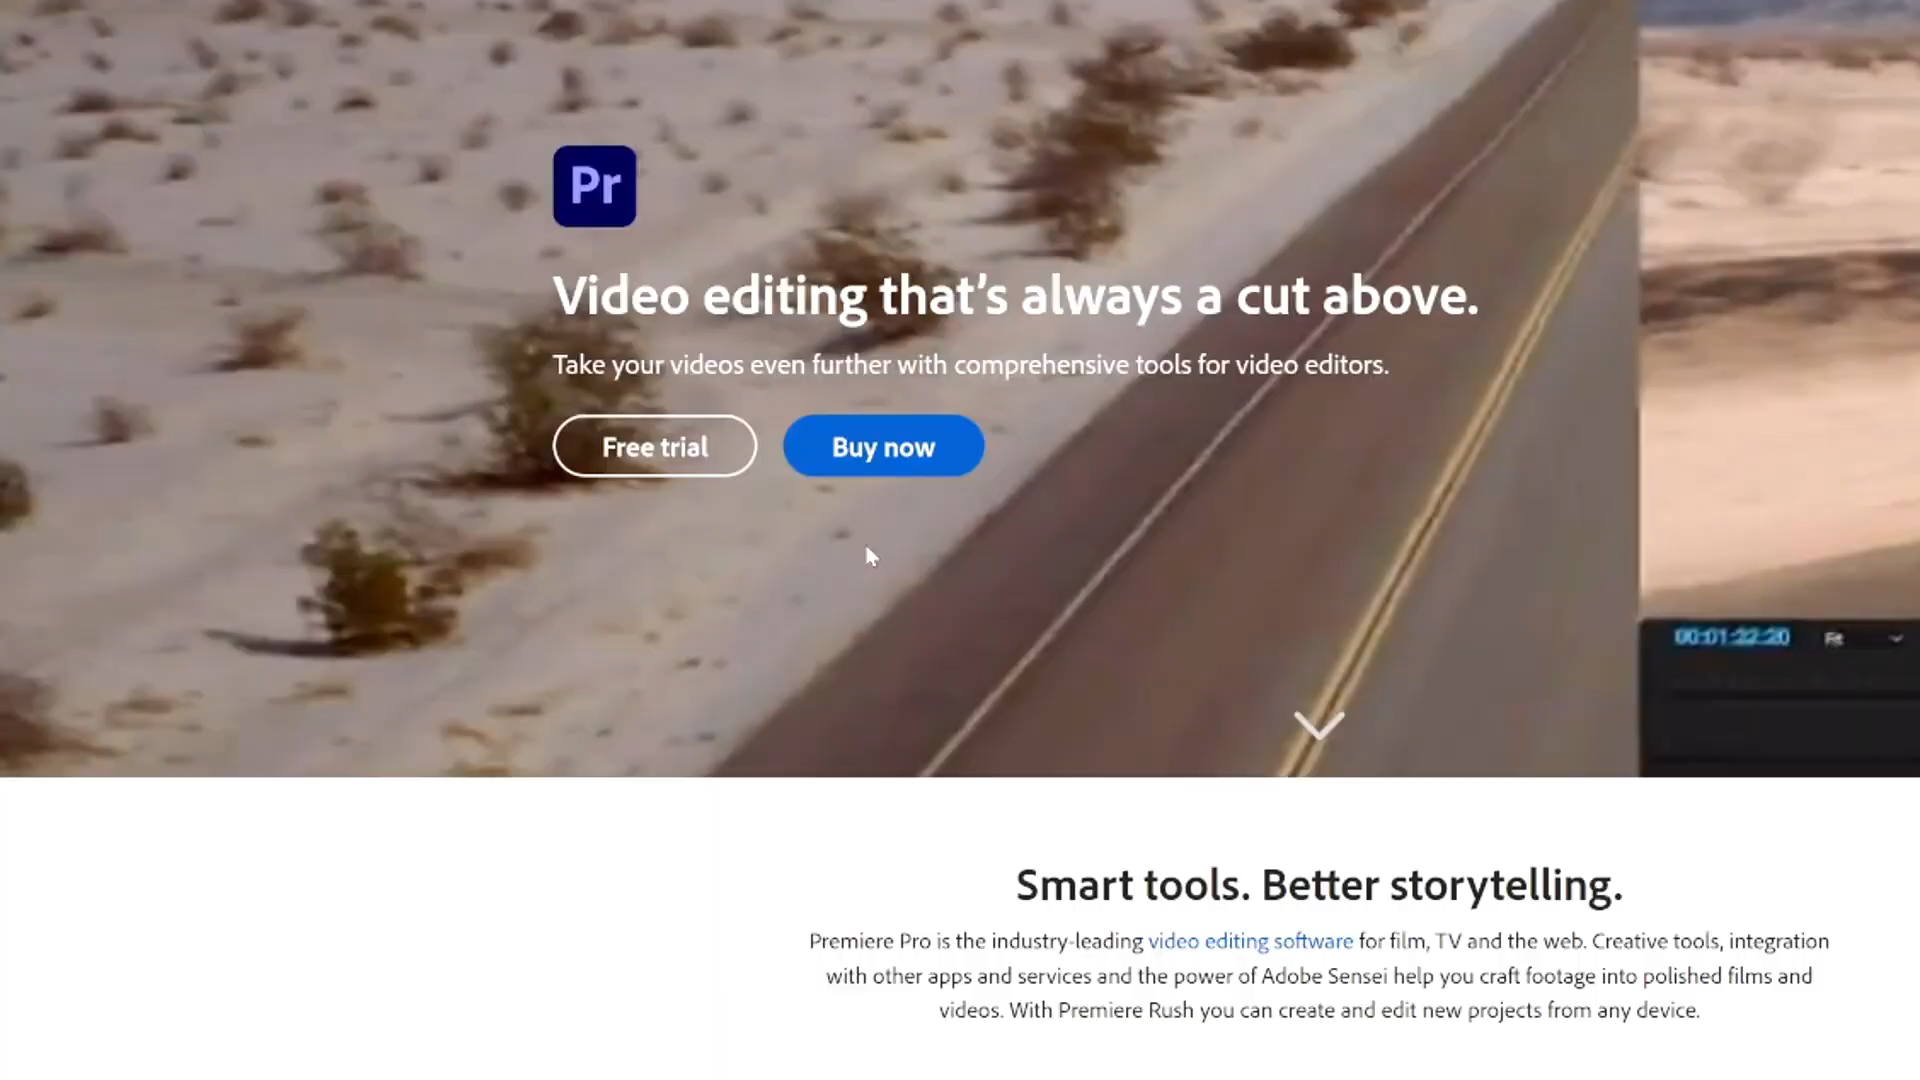 Pr
Video editing that’s always a cut above.
Take your videos even further with comprehensive tools for video editors.
Free trial
Buy now
00:01:22:20
Fit
Smart tools. Better storytelling.
Premiere Pro is the industry-leading video editing software for film, TV and the web. Creative tools, integration
with other apps and services and the power of Adobe Sensei help you craft footage into polished films and
videos. With Premiere Rush you can create and edit new projects from any device.